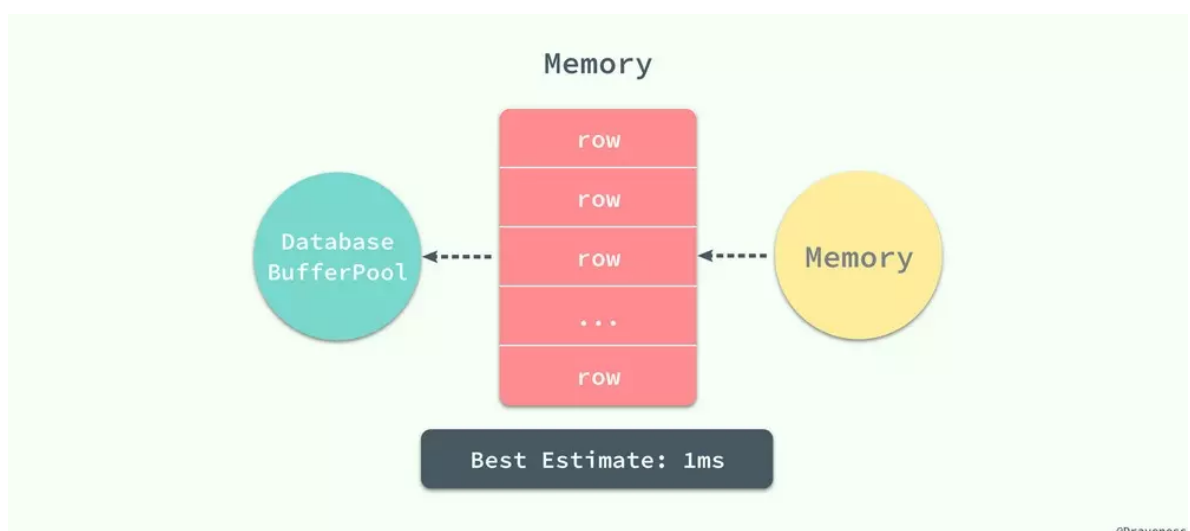 Memory
row
row
Database
BufferPool
row
Memory
...
row
Best Estimate: 1ms